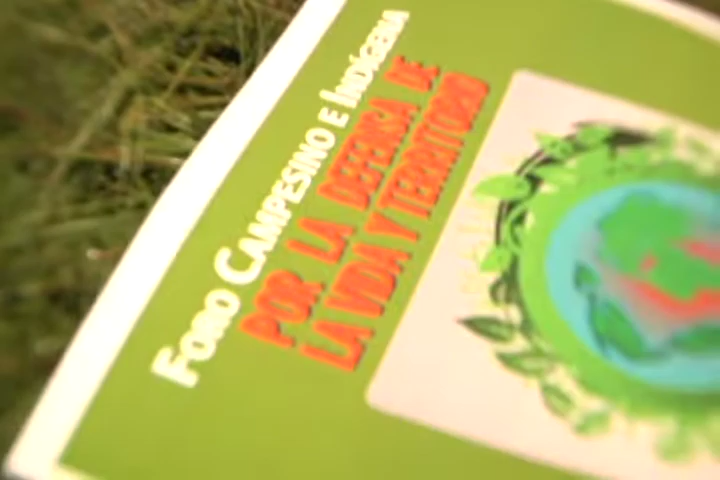 FORO CAMPESINO E INDÍGENA
POR LA DEFENSA DE
LA VIDA Y TERRITORIO